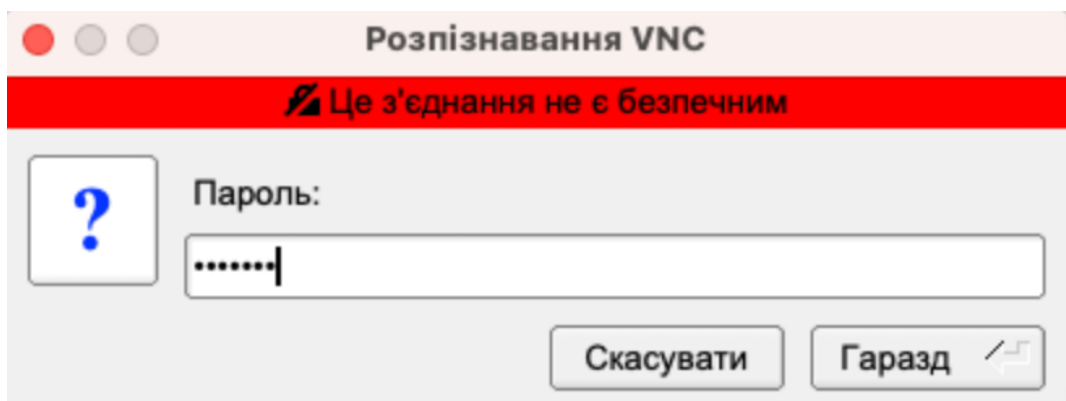 Розпізнавання VNC
Це з'єднання не є безпечним
?
Пароль:
•••••••
Скасувати
Гаразд